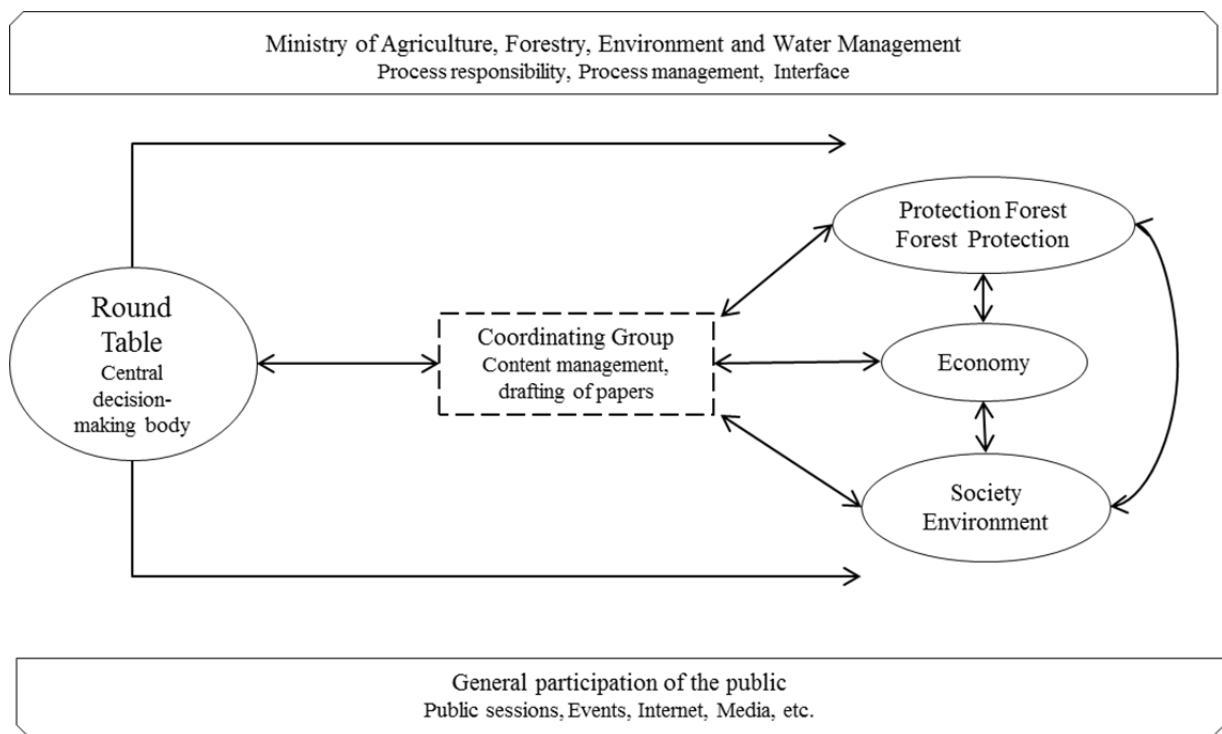 Ministry of Agriculture, Forestry, Environment and Water Management
Process responsibility, Process management, Interface
Protection Forest
Forest Protection
Round
Table
Central
decision-
making body
Coordinating Group
Content management,
drafting of papers
Economy
Society
Environment
General participation of the public
Public sessions, Events, Internet, Media, etc.